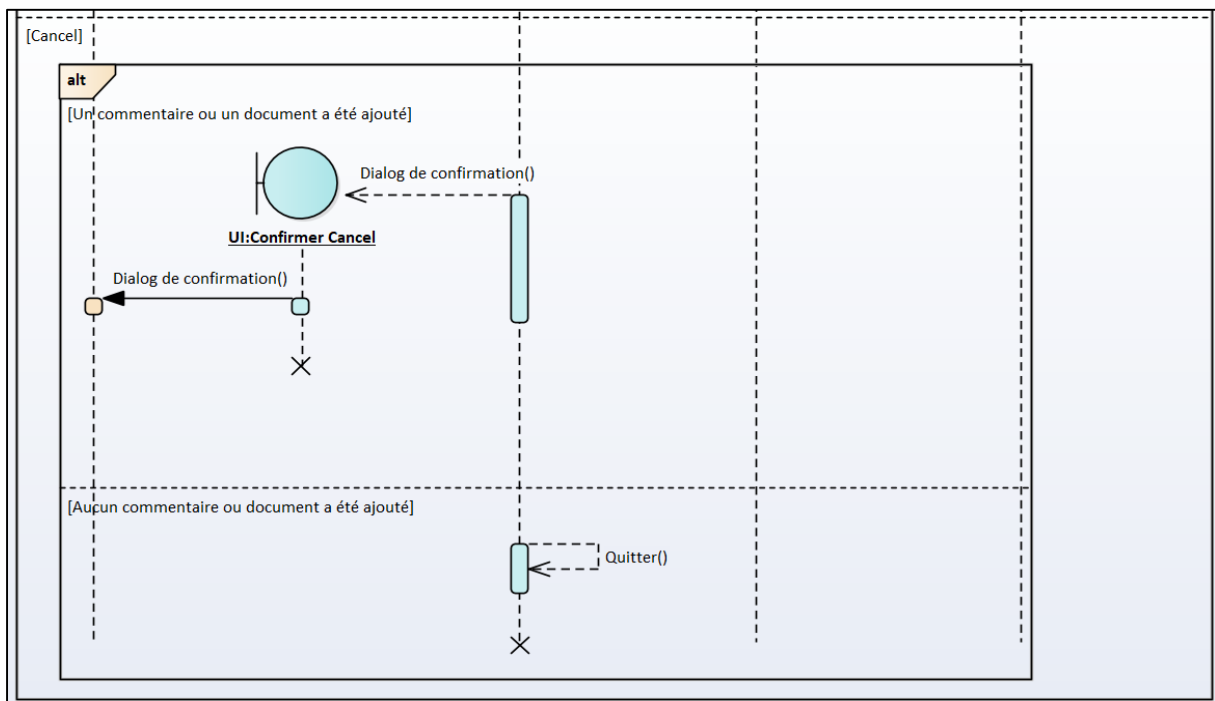 [Cancel]
alt
[Un commentaire ou un document a été ajouté]
Dialog de confirmation()
UI:Confirmer Cancel
Dialog de confirmation()
[Aucun commentaire ou document a été ajouté]
Quitter()